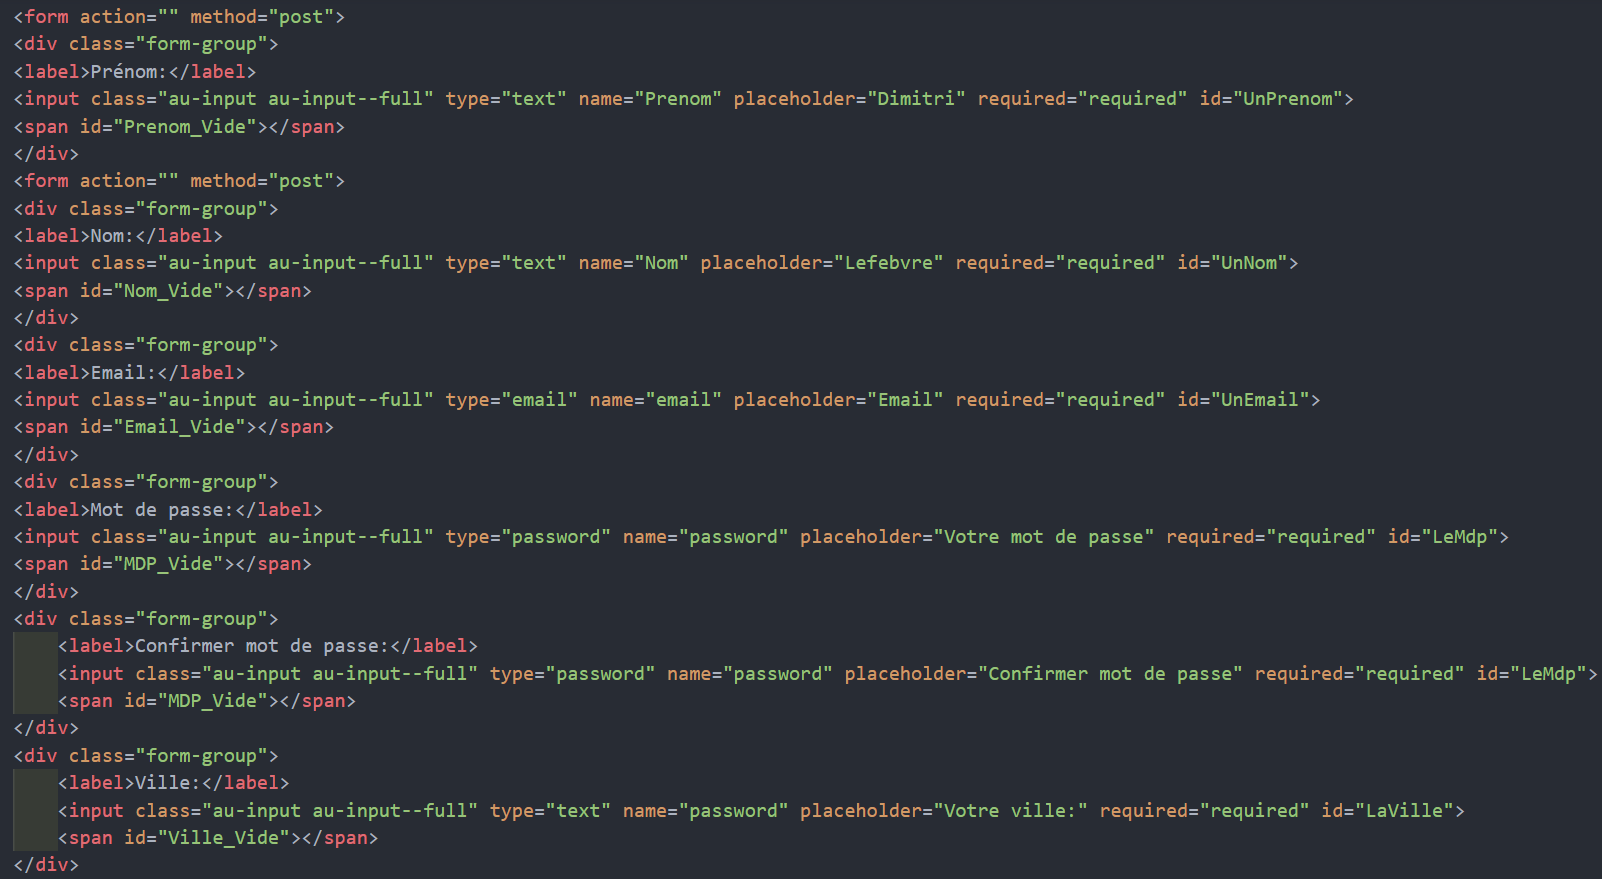 <form action="" method="post">
<div class="form-group">
<label>Prénom:</label>
<input class="au-input au-input--full" type="text" name="Prenom" placeholder="Dimitri" required="required" id="UnPrenom">
<span id="Prenom_Vide"></span>
</div>
<form action="" method="post">
<div class="form-group">
<label>Nom:</label>
<input class="au-input au-input--full" type="text" name="Nom" placeholder="Lefebvre" required="required" id="UnNom">
<span id="Nom_Vide"></span>
</div>
<div class="form-group">
<label>Email:</label>
<input class="au-input au-input--full" type="email" name="email" placeholder="Email" required="required" id="UnEmail">
<span id="Email_Vide"></span>
</div>
<div class="form-group">
<label>Mot de passe:</label>
<input class="au-input au-input--full" type="password" name="password" placeholder="Votre mot de passe" required="required" id="LeMdp">
<span id="MDP_Vide"></span>
</div>
<div class="form-group">
    <label>Confirmer mot de passe:</label>
    <input class="au-input au-input--full" type="password" name="password" placeholder="Confirmer mot de passe" required="required" id="LeMdp">
    <span id="MDP_Vide"></span>
</div>
<div class="form-group">
    <label>Ville:</label>
    <input class="au-input au-input--full" type="text" name="password" placeholder="Votre ville:" required="required" id="LaVille">
    <span id="Ville_Vide"></span>
</div>